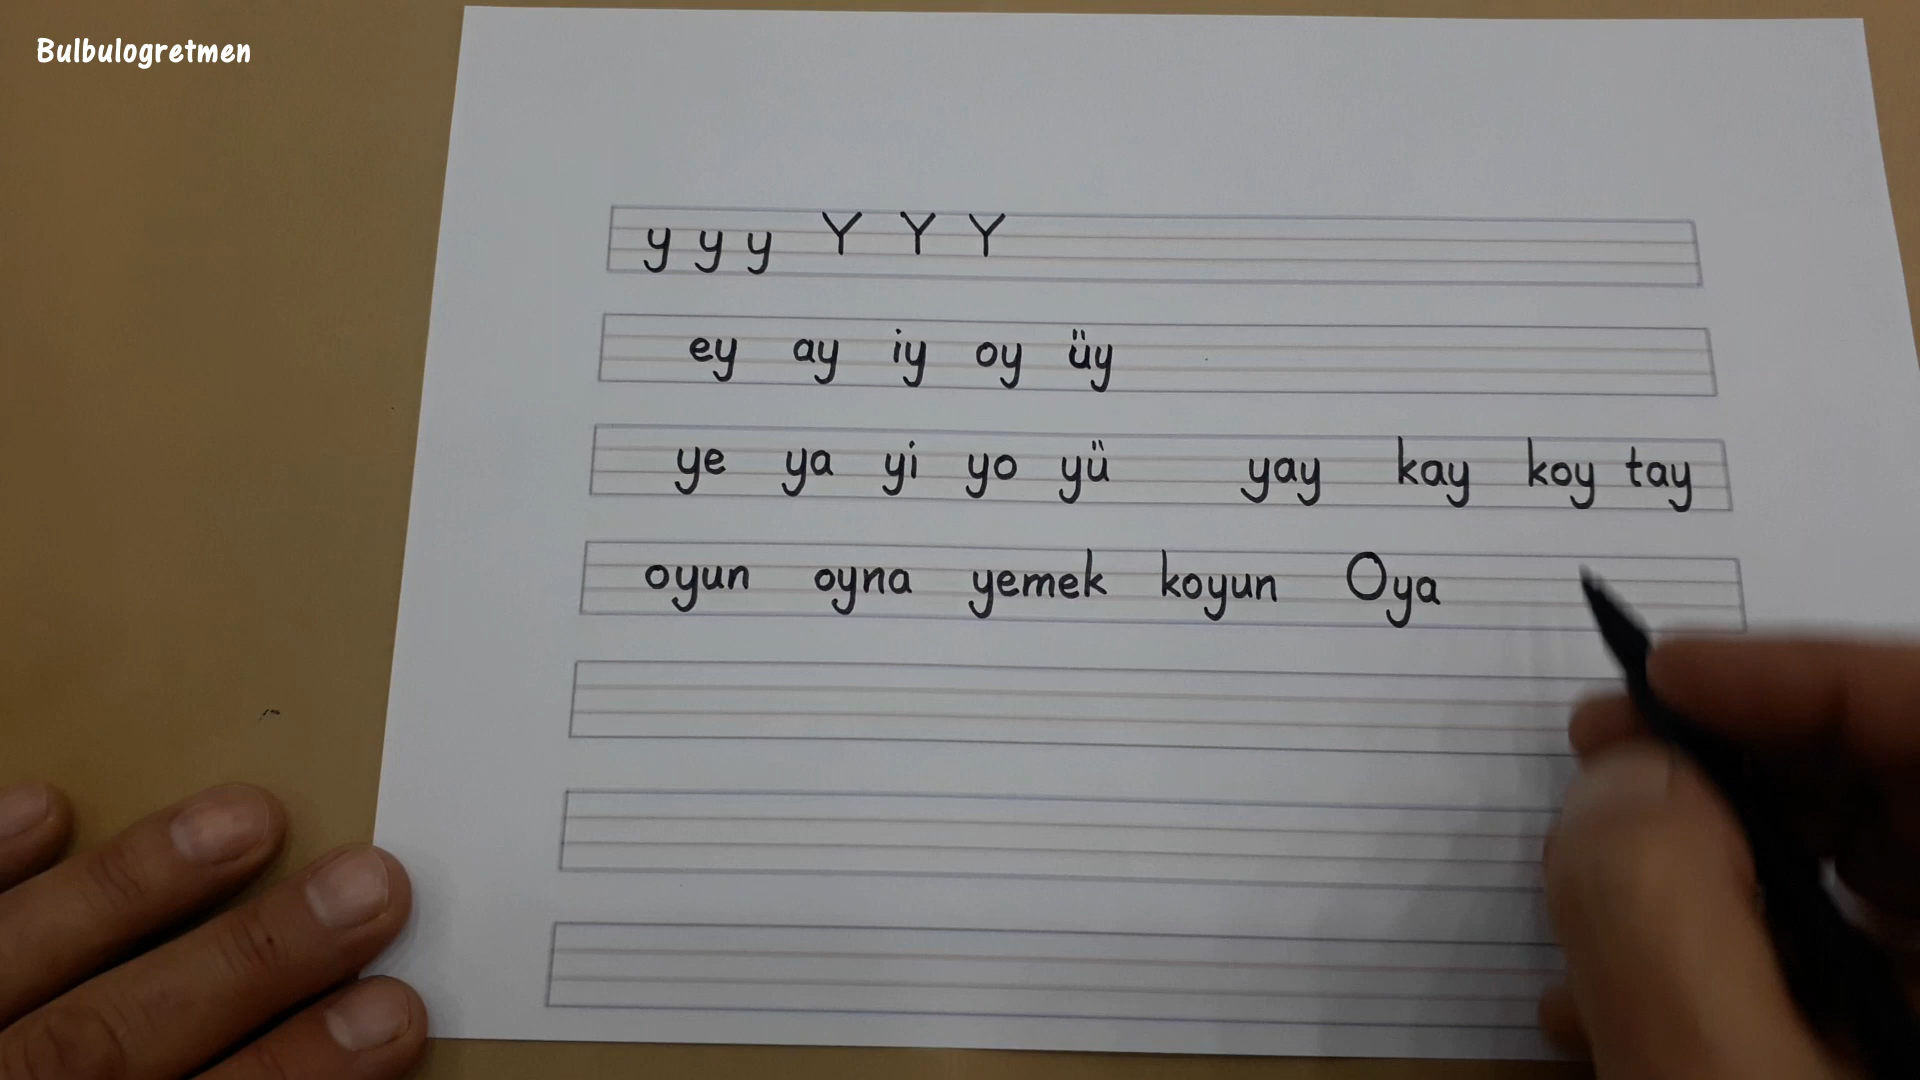 Bulbulogretmen
y y y Y Y Y
ey ay iy oy üy
ye ya yi yo yü yay kay koy tay
oyun oyna yemek koyun Oya